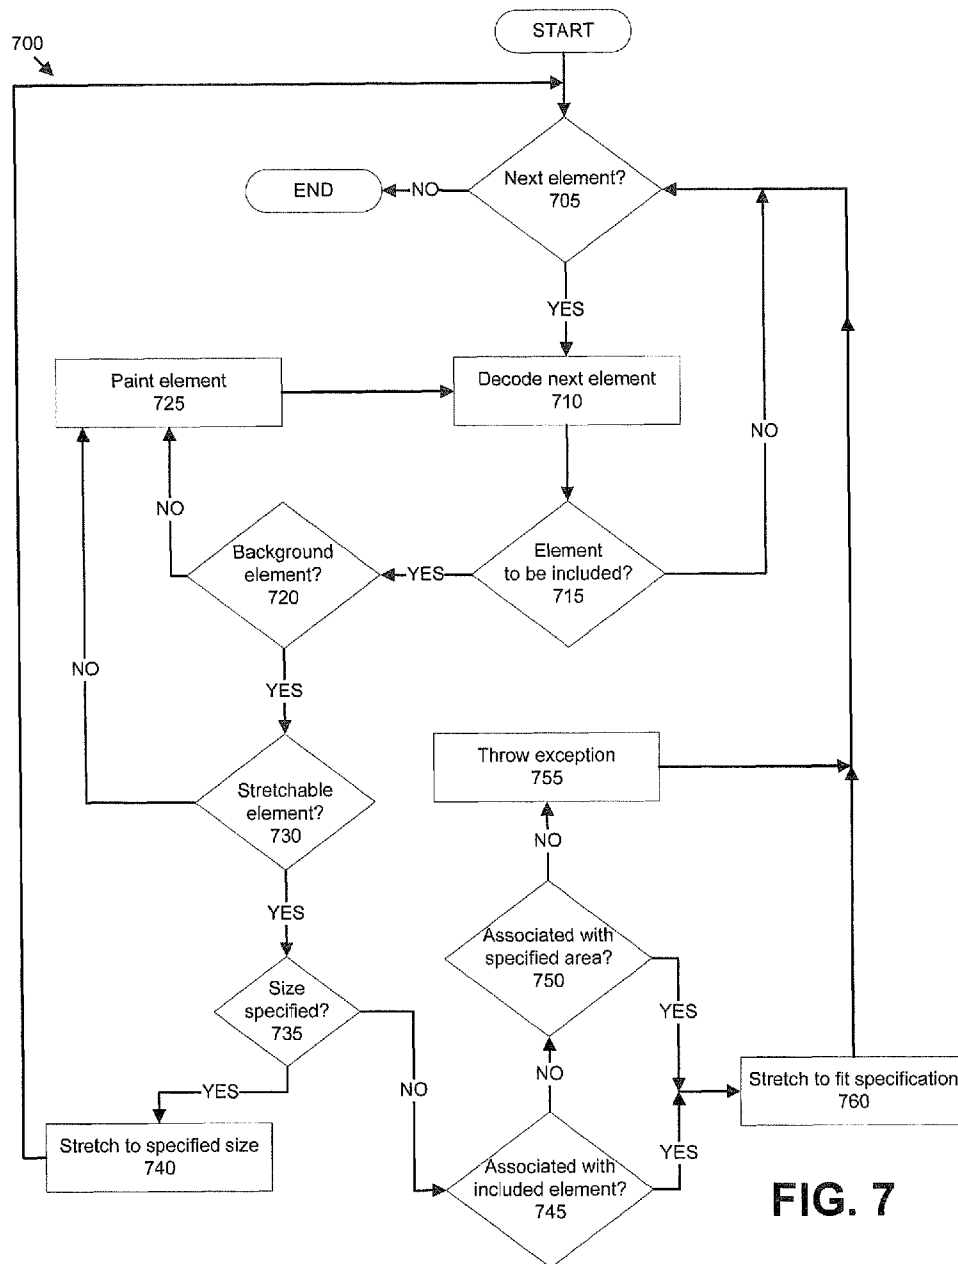 START
700
Next element?
705
NO
END
YES
Paint element
725
Decode next element
710
NO
NO
Background
element?
720
YES
Element
to be included?
715
NO
YES
Throw exception
755
Stretchable
element?
730
NO
YES
Associated with
specified area?
750
Size
specified?
735
YES
YES
NO
NO
Stretch to fit specification
760
Stretch to specified size
740
YES
Associated with
included element?
745
FIG. 7